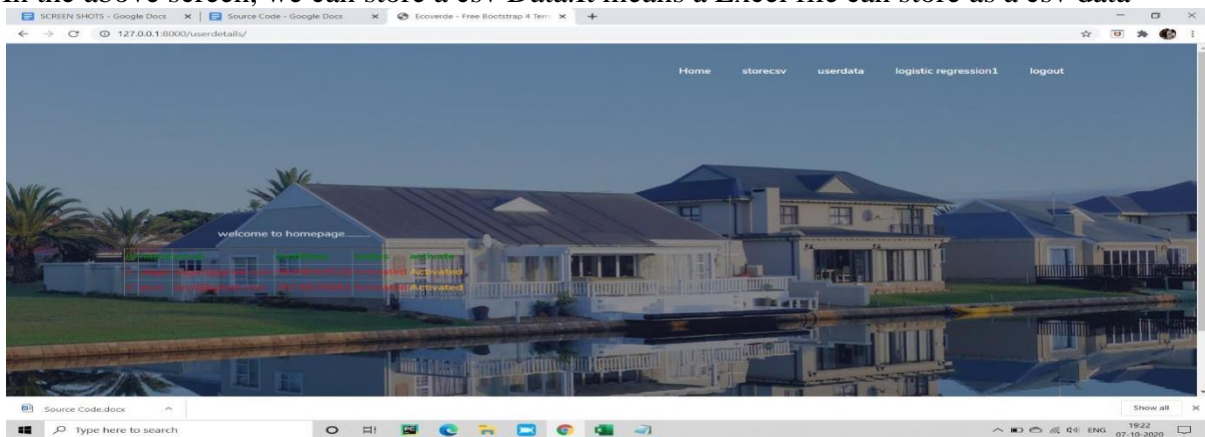 In the above screen, we can store a csv Data.It means a Excel file can store as a csv data
SCREEN SHOTS - Google Docs
Source Code - Google Docs
Ecoverde - Free Bootstrap 4 Tem
127.0.0.1:8000/userdetails/
Home storecsv userdata logistic regression1 logout
welcome to homepage........
activate
Activated
Activated
Source Code.docx
Show all
Type here to search
ENG
19:22
07-10-2020